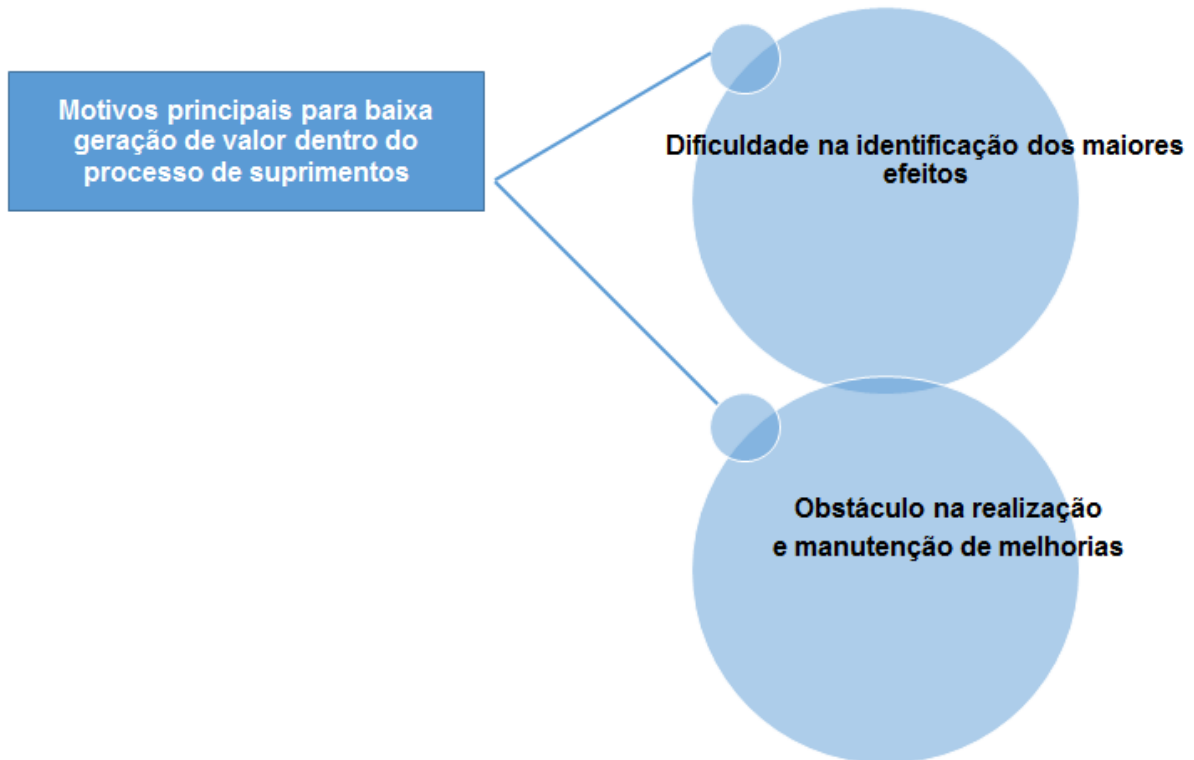 Motivos principais para baixa
geração de valor dentro do
processo de suprimentos
Dificuldade na identificação dos maiores
efeitos
Obstáculo na realização
e manutenção de melhorias